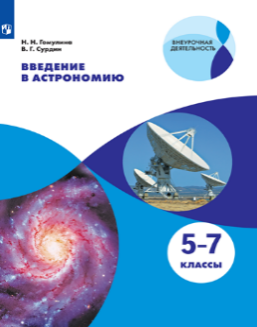 Н. Н. Гомулина
В. Г. Сурдин
ВВЕДЕНИЕ
В АСТРОНОМИЮ
ВНЕУРОЧНАЯ
ДЕЯТЕЛЬНОСТЬ
5–7
КЛАССЫ